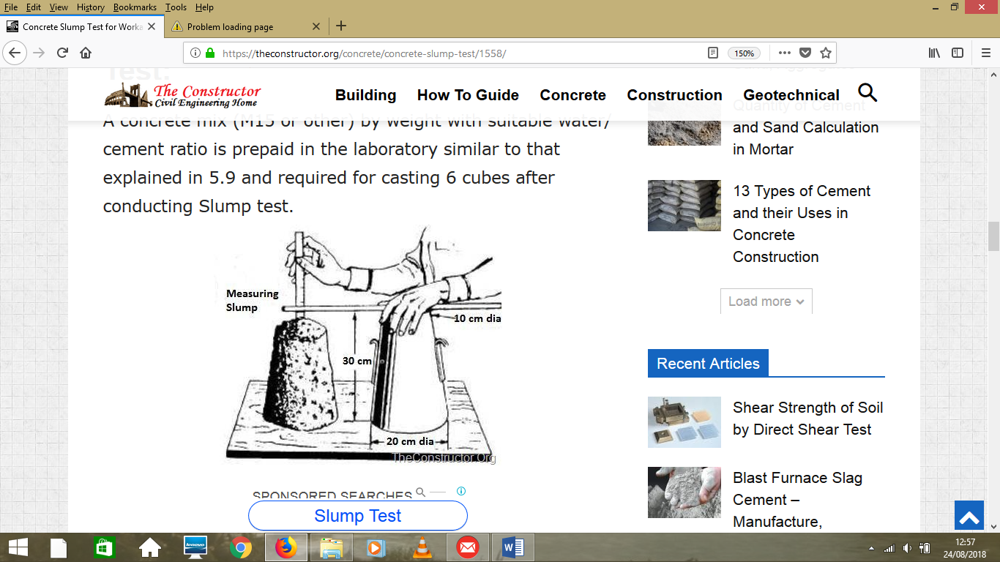 File Edit View History Bookmarks Tools Help
Concrete Slump Test for Worka
Problem loading page
https://theconstructor.org/concrete/concrete-slump-test/1558/
150%
Test:
The Constructor
Civil Engineering Home
Building How To Guide Concrete Construction Geotechnical
A concrete mix (M15 or other) by weight with suitable water/
cement ratio is prepaid in the laboratory similar to that
explained in 5.9 and required for casting 6 cubes after
conducting Slump test.
Measuring
Slump
10 cm dia
30 cm
20 cm dia
TheConstructor.Org
SPONSORED SEARCHES
Slump Test
Quantity of Cement
and Sand Calculation
in Mortar
13 Types of Cement
and their Uses in
Concrete
Construction
Load more
Recent Articles
Shear Strength of Soil
by Direct Shear Test
Blast Furnace Slag
Cement –
Manufacture,
lenovo
12:57
24/08/2018